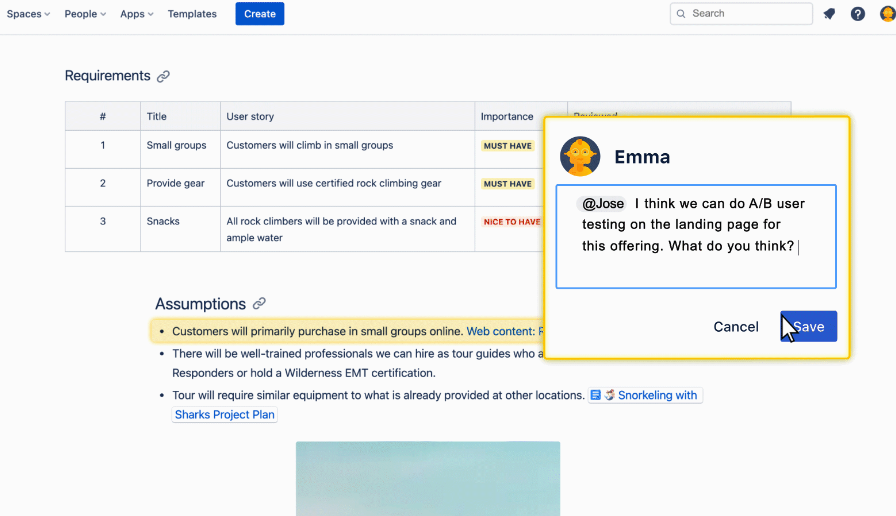 Spaces People Apps Templates Create Search
Requirements
# Title User story Importance
1 Small groups Customers will climb in small groups MUST HAVE
2 Provide gear Customers will use certified rock climbing gear MUST HAVE
3 Snacks All rock climbers will be provided with a snack and
ample water
NICE TO HAVE
Emma
@Jose I think we can do A/B user
testing on the landing page for
this offering. What do you think?
Cancel Save
Assumptions
• Customers will primarily purchase in small groups online. Web content:
• There will be well-trained professionals we can hire as tour guides who
Responders or hold a Wilderness EMT certification.
• Tour will require similar equipment to what is already provided at other locations. Snorkeling with
Sharks Project Plan